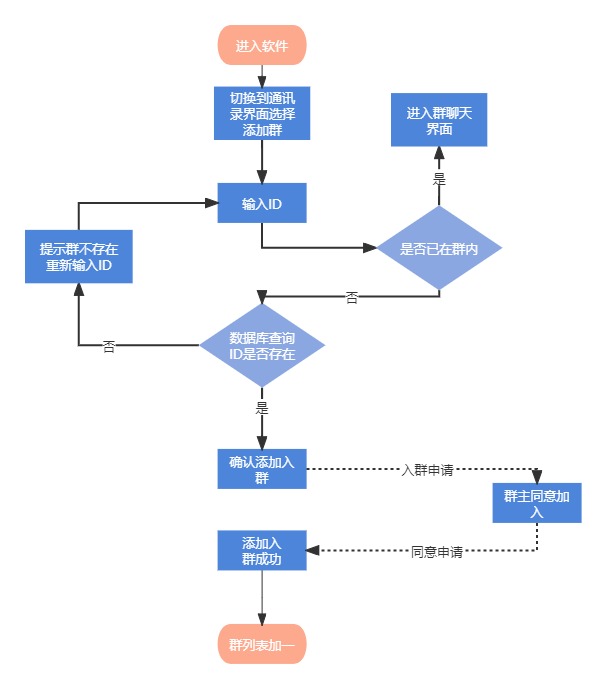 进入软件
切换到通讯
录界面选择
添加群
进入群聊天
界面
是
输入ID
提示群不存在
重新输入ID
是否已在群内
否
数据库查询
ID是否存在
否
是
确认添加入
群
入群申请
群主同意加
入
添加入
群成功
同意申请
群列表加一